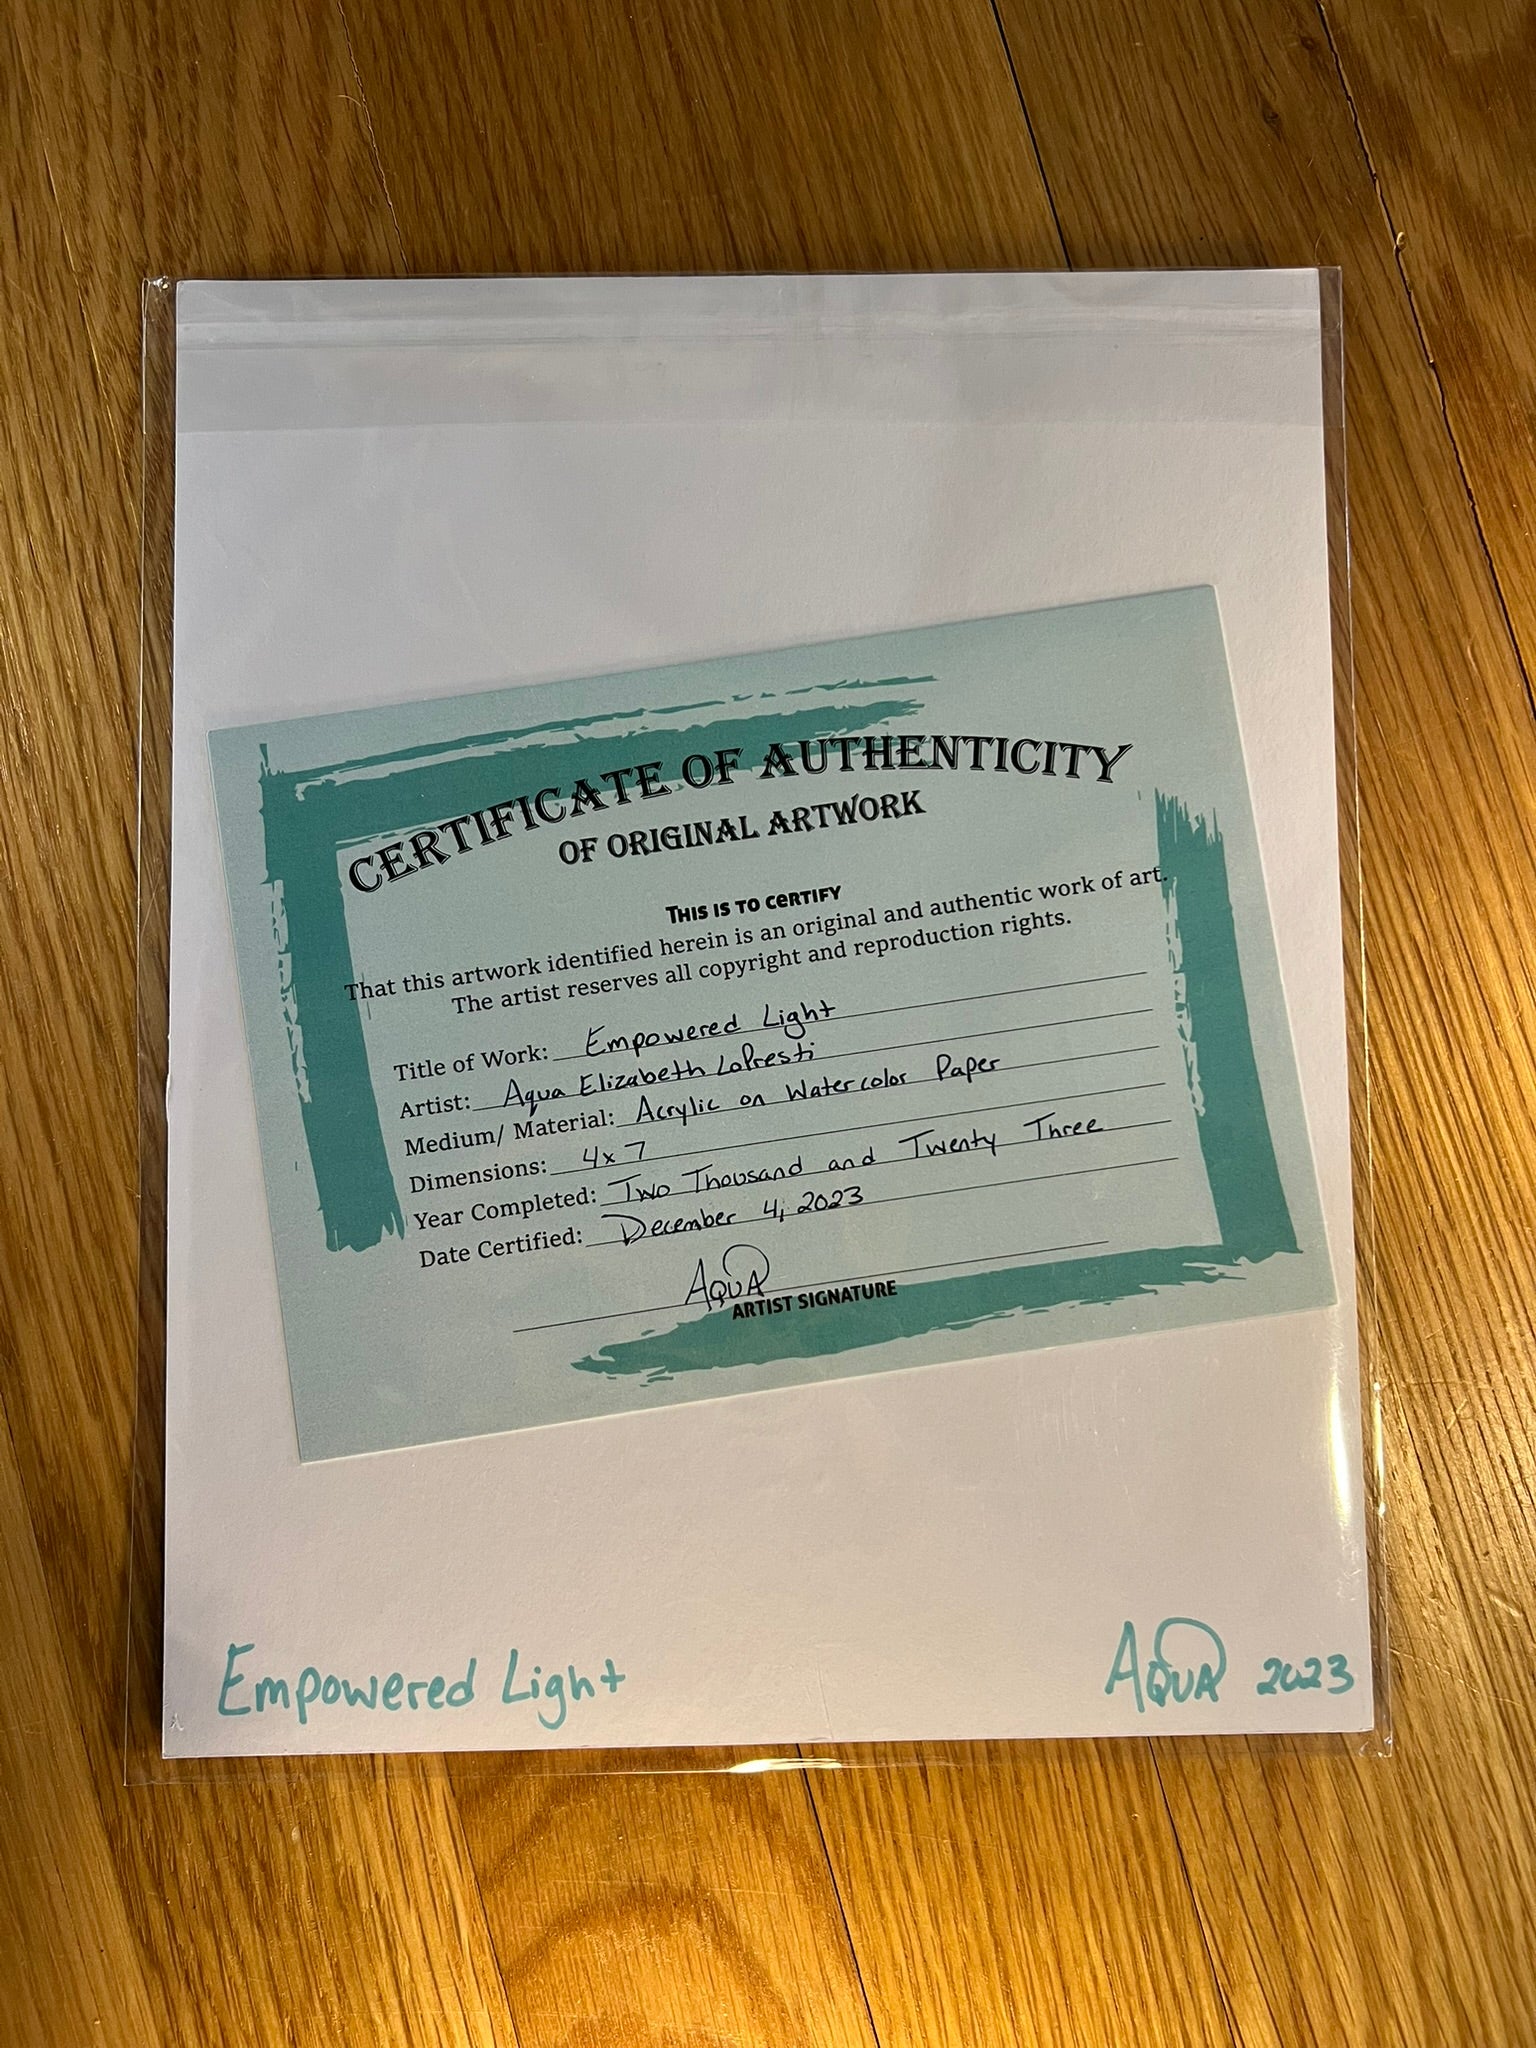 CERTIFICATE OF AUTHENTICITY
OF ORIGINAL ARTWORK
THIS IS TO CERTIFY
That this artwork identified herein is an original and authentic work of art.
The artist reserves all copyright and reproduction rights.
Title of Work: Empowered Light
Artist: Aqua Elizabeth LoPresti
Medium/ Material: Acrylic on Watercolor Paper
Dimensions: 4x7
Year Completed: Two Thousand and Twenty Three
Date Certified: December 4, 2023
AQUA
ARTIST SIGNATURE
Empowered Light AQUA 2023